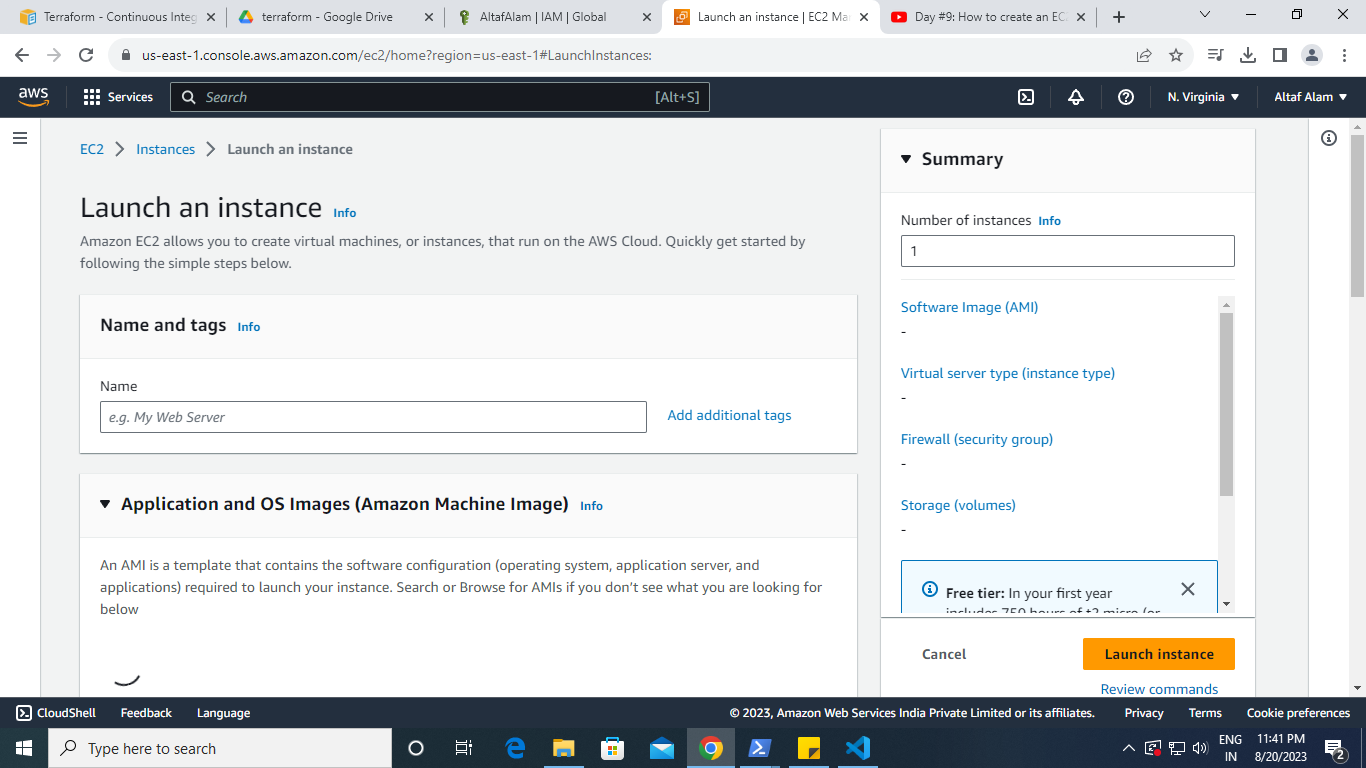 Terraform - Continuous Integ
terraform - Google Drive
AltafAlam | IAM | Global
Launch an instance | EC2 Ma
Day #9: How to create an EC
us-east-1.console.aws.amazon.com/ec2/home?region=us-east-1#LaunchInstances:
aws
Services
Search
[Alt+S]
N. Virginia
Altaf Alam
EC2
Instances
Launch an instance
Launch an instance Info
Amazon EC2 allows you to create virtual machines, or instances, that run on the AWS Cloud. Quickly get started by
following the simple steps below.
Name and tags Info
Name
e.g. My Web Server
Add additional tags
Application and OS Images (Amazon Machine Image) Info
An AMI is a template that contains the software configuration (operating system, application server, and
applications) required to launch your instance. Search or Browse for AMIs if you don’t see what you are looking for
below
Summary
Number of instances Info
1
Software Image (AMI)
-
Virtual server type (instance type)
-
Firewall (security group)
-
Storage (volumes)
-
Free tier: In your first year
includes 750 hours of t2.micro (or
Cancel
Launch instance
Review commands
CloudShell
Feedback
Language
© 2023, Amazon Web Services India Private Limited or its affiliates.
Privacy
Terms
Cookie preferences
Type here to search
ENG
IN
11:41 PM
8/20/2023
2